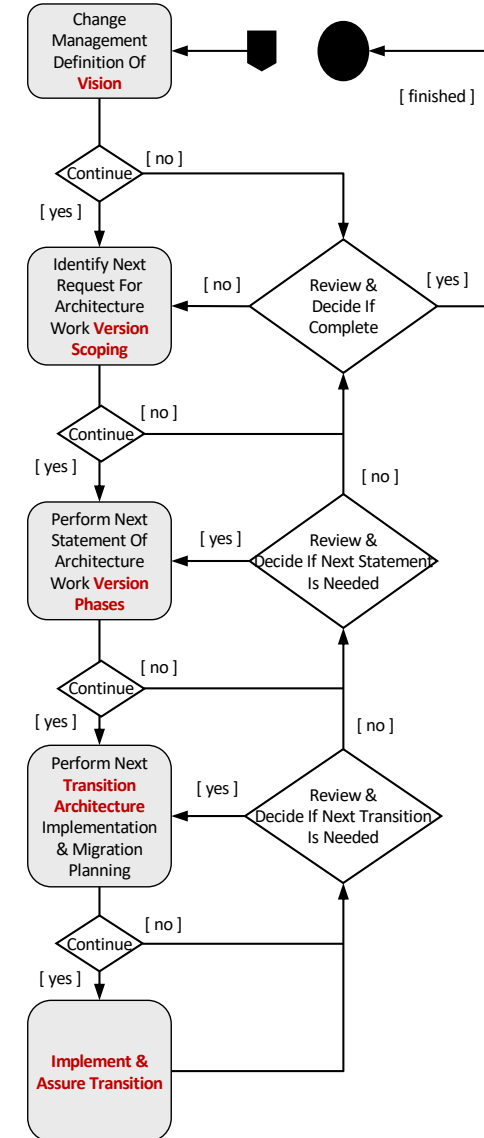 Change
Management
Definition Of
Vision
[ finished ]
Continue
[ no ]
[ yes ]
Identify Next
Request For
Architecture
Work Version
Scoping
[ no ]
Review &
Decide If
Complete
[ yes ]
Continue
[ no ]
[ yes ]
[ no ]
Perform Next
Statement Of
Architecture
Work Version
Phases
[ yes ]
Review &
Decide If Next Statement
Is Needed
Continue
[ no ]
[ yes ]
[ no ]
Perform Next
Transition
Architecture
Implementation
& Migration
Planning
[ yes ]
Review &
Decide If Next Transition
Is Needed
Continue
[ no ]
[ yes ]
Implement &
Assure Transition